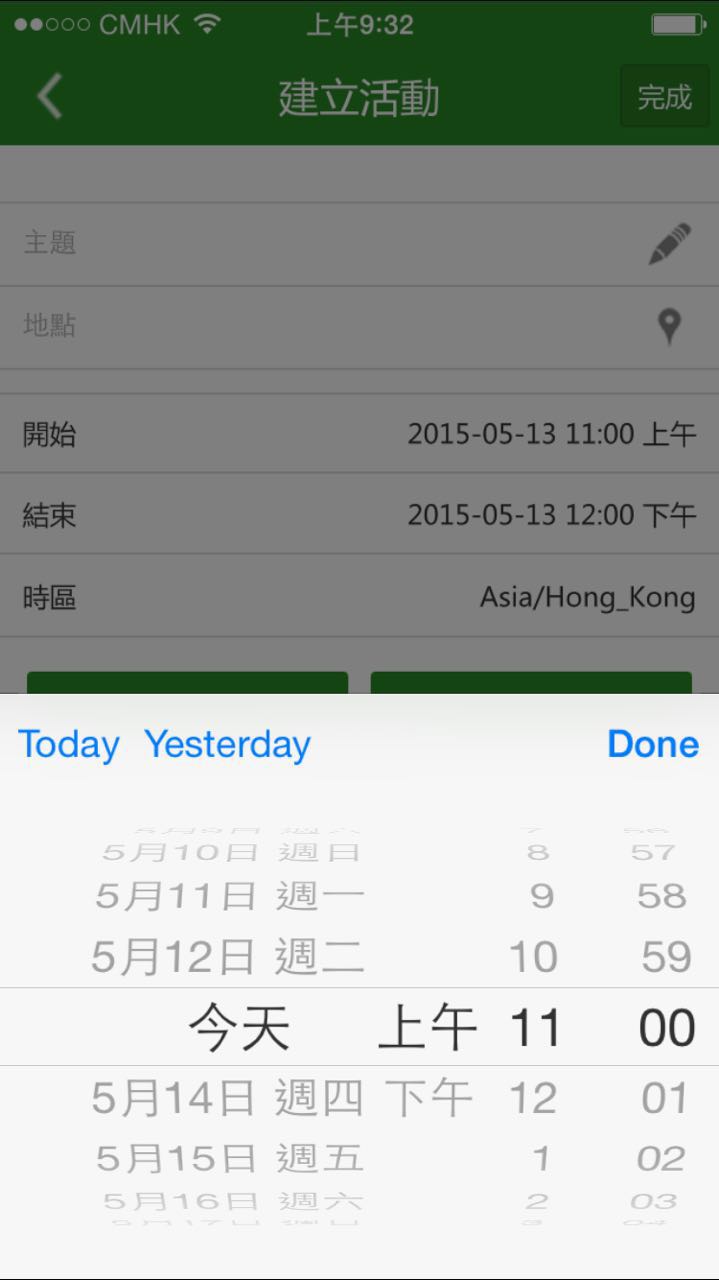 CMHK 上午9:32
建立活動 完成
主題
地點
開始 2015-05-13 11:00 上午
結束 2015-05-13 12:00 下午
時區 Asia/Hong_Kong
Today Yesterday Done
5月10日 週日 8 57
5月11日 週一 9 58
5月12日 週二 10 59
今天 上午 11 00
5月14日 週四 下午 12 01
5月15日 週五 1 02
5月16日 週六 2 03